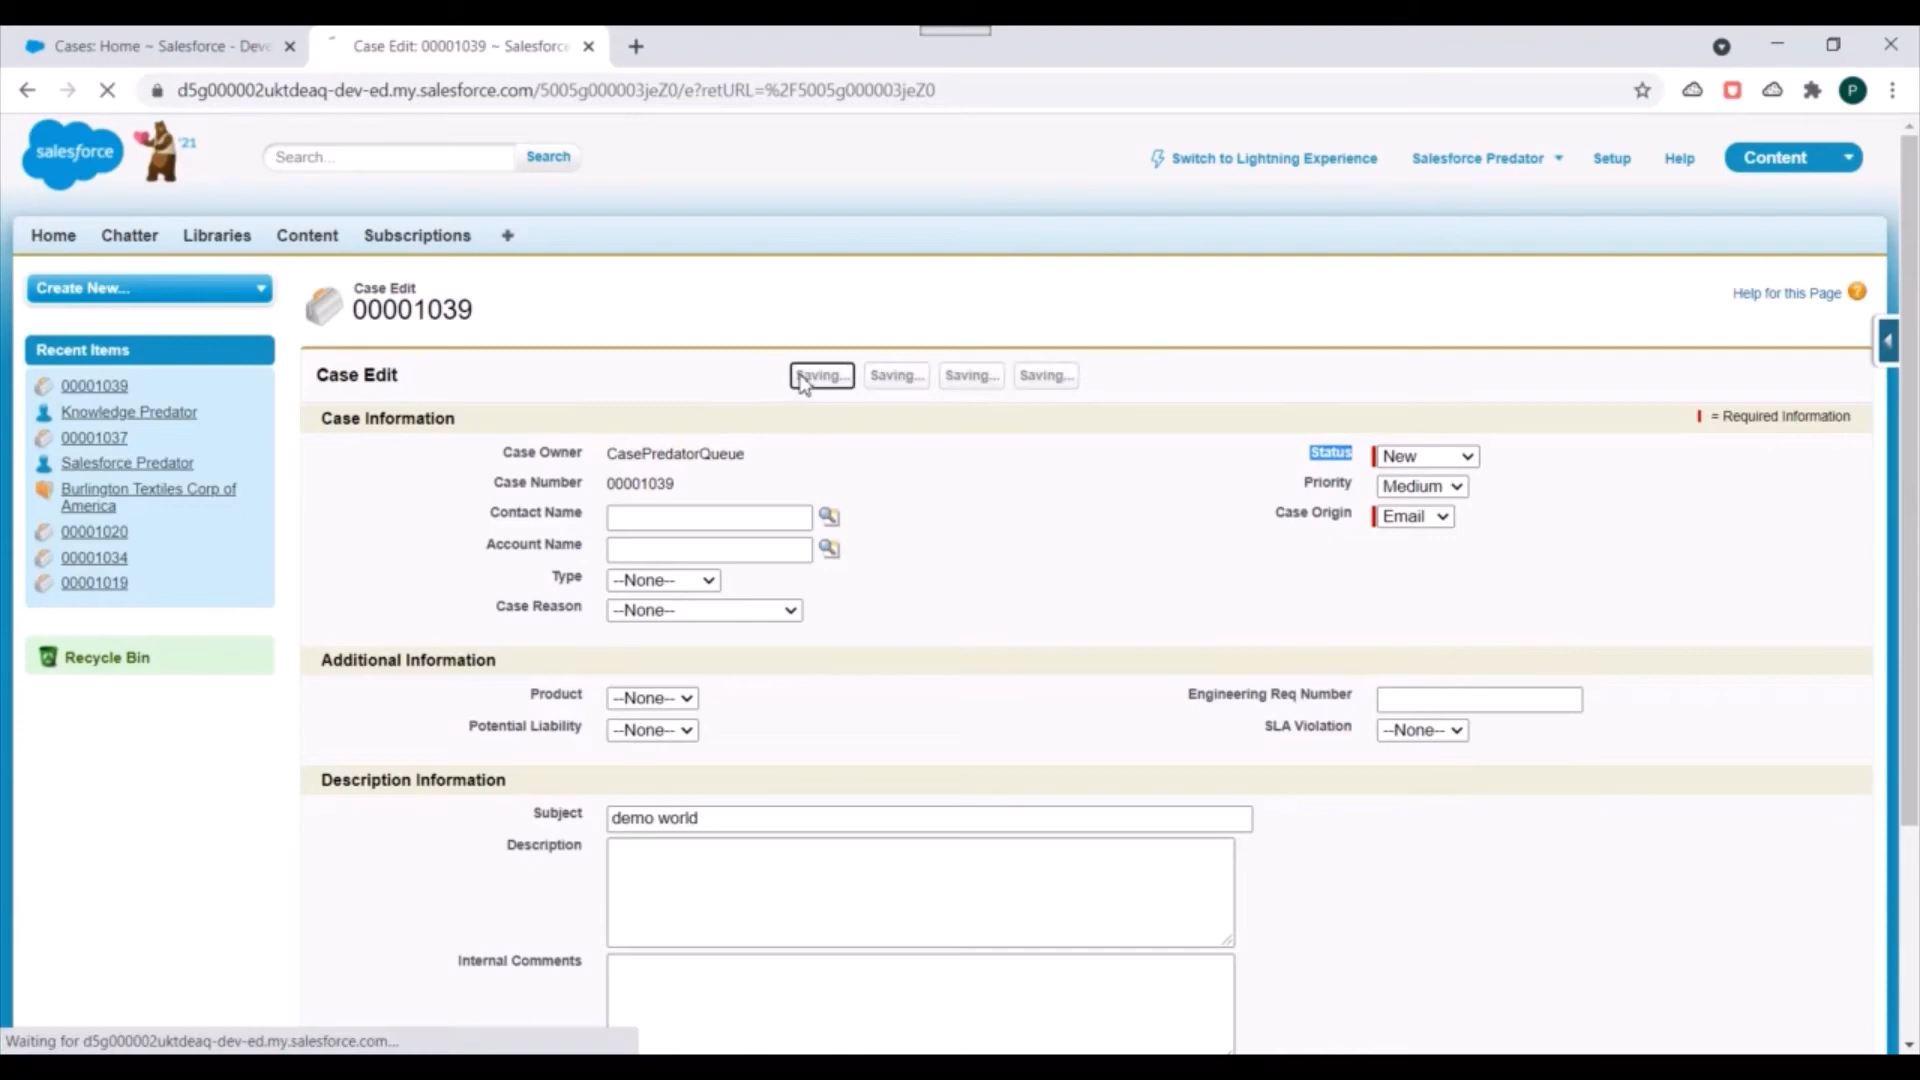 Cases: Home ~ Salesforce - Deve
Case Edit: 00001039 ~ Salesforce
d5g000002uktdeaq-dev-ed.my.salesforce.com/5005g000003jeZ0/e?retURL=%2F5005g000003jeZ0
P
salesforce
'21
Search...
Search
Switch to Lightning Experience
Salesforce Predator
Setup
Help
Content
Home
Chatter
Libraries
Content
Subscriptions
+
Create New...
Case Edit
00001039
Help for this Page
Recent Items
00001039
Knowledge Predator
00001037
Salesforce Predator
Burlington Textiles Corp of
America
00001020
00001034
00001019
Recycle Bin
Case Edit
Saving...
Saving...
Saving...
Saving...
Case Information
= Required Information
Case Owner
CasePredatorQueue
Status
New
Case Number
00001039
Priority
Medium
Contact Name
Case Origin
Email
Account Name
Type
--None--
Case Reason
--None--
Additional Information
Product
--None--
Engineering Req Number
Potential Liability
--None--
SLA Violation
--None--
Description Information
Subject
demo world
Description
Internal Comments
Waiting for d5g000002uktdeaq-dev-ed.my.salesforce.com...